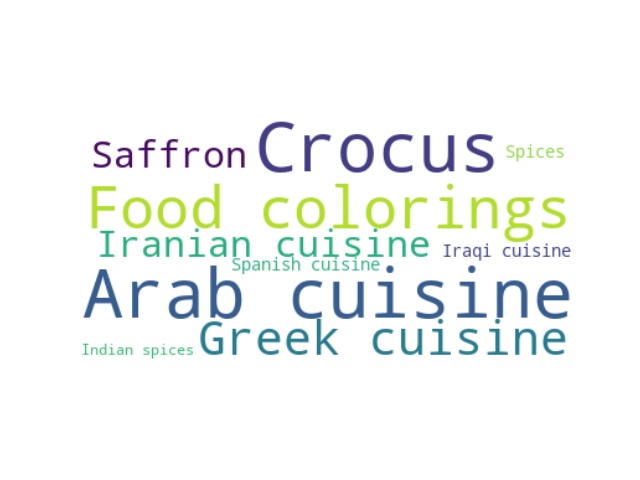 Saffron Crocus Spices
Food colorings
Iranian cuisine Iraqi cuisine
Spanish cuisine
Arab cuisine
Indian spices Greek cuisine